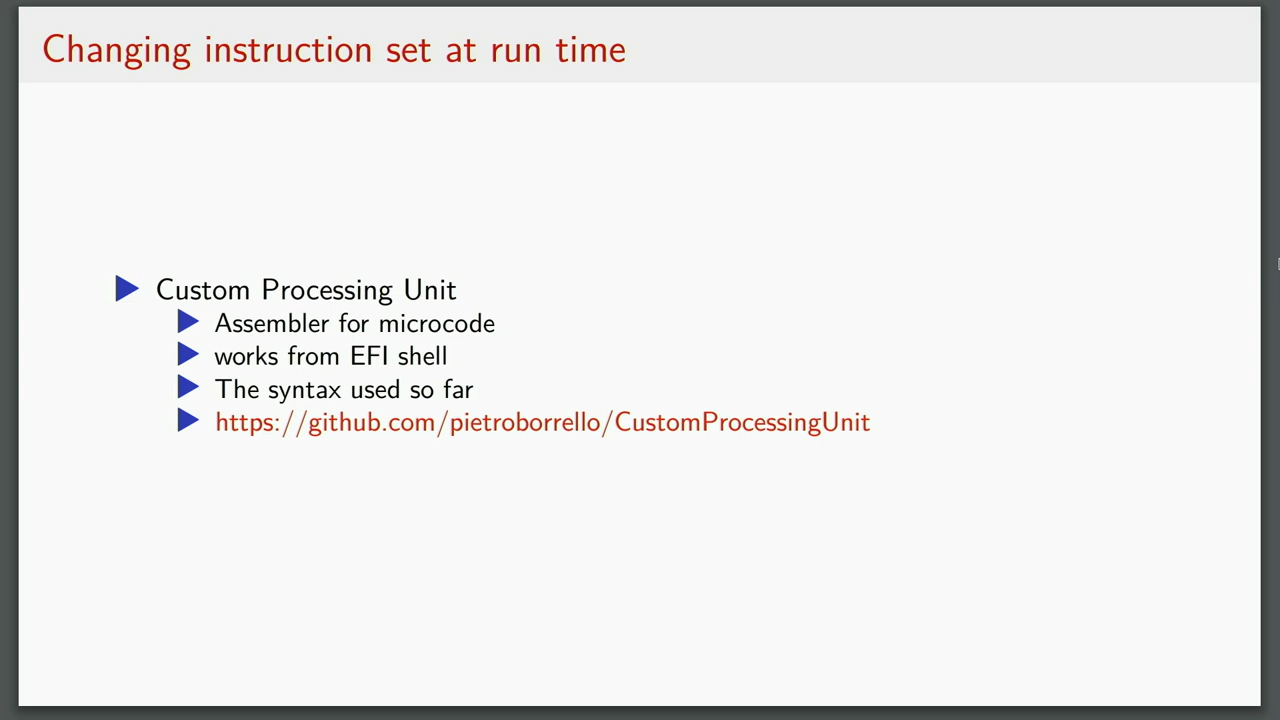 Changing instruction set at run time
Custom Processing Unit
Assembler for microcode
works from EFI shell
The syntax used so far
https://github.com/pietroborrello/CustomProcessingUnit